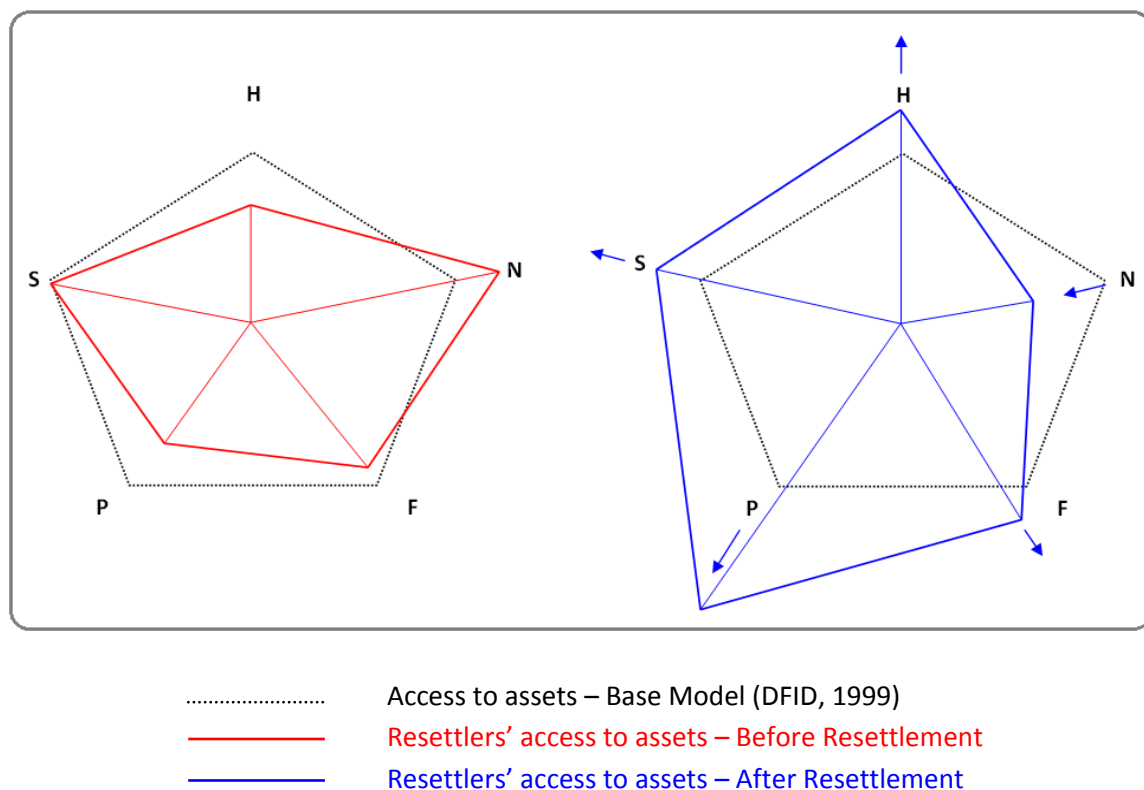 H
S
N
P
F
H
S
N
P
F
Access to assets – Base Model (DFID, 1999)
Resettlers’ access to assets – Before Resettlement
Resettlers’ access to assets – After Resettlement